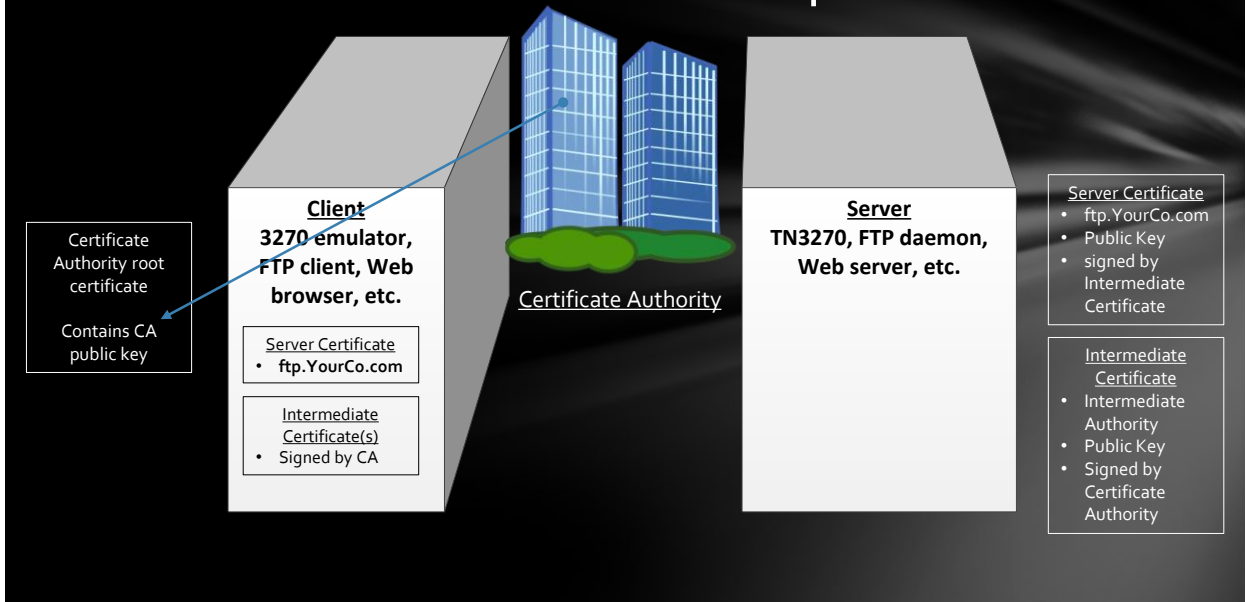 Certificate
Authority root
certificate
Contains CA
public key
Client
3270 emulator,
FTP client, Web
browser, etc.
Server Certificate
• ftp.YourCo.com
Intermediate
Certificate(s)
• Signed by CA
Certificate Authority
Server
TN3270, FTP daemon,
Web server, etc.
Server Certificate
• ftp.YourCo.com
• Public Key
• signed by
Intermediate
Certificate
Intermediate
Certificate
• Intermediate
Authority
• Public Key
• Signed by
Certificate
Authority